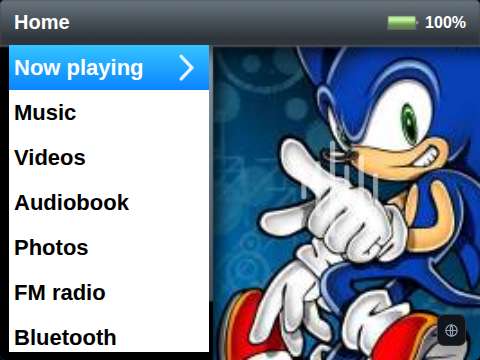 Home
100%
Now playing
Music
Videos
Audiobook
Photos
FM radio
Bluetooth